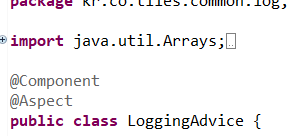 package kr.co.tiles.common.log;
import java.util.Arrays;
@Component
@Aspect
public class LoggingAdvice {